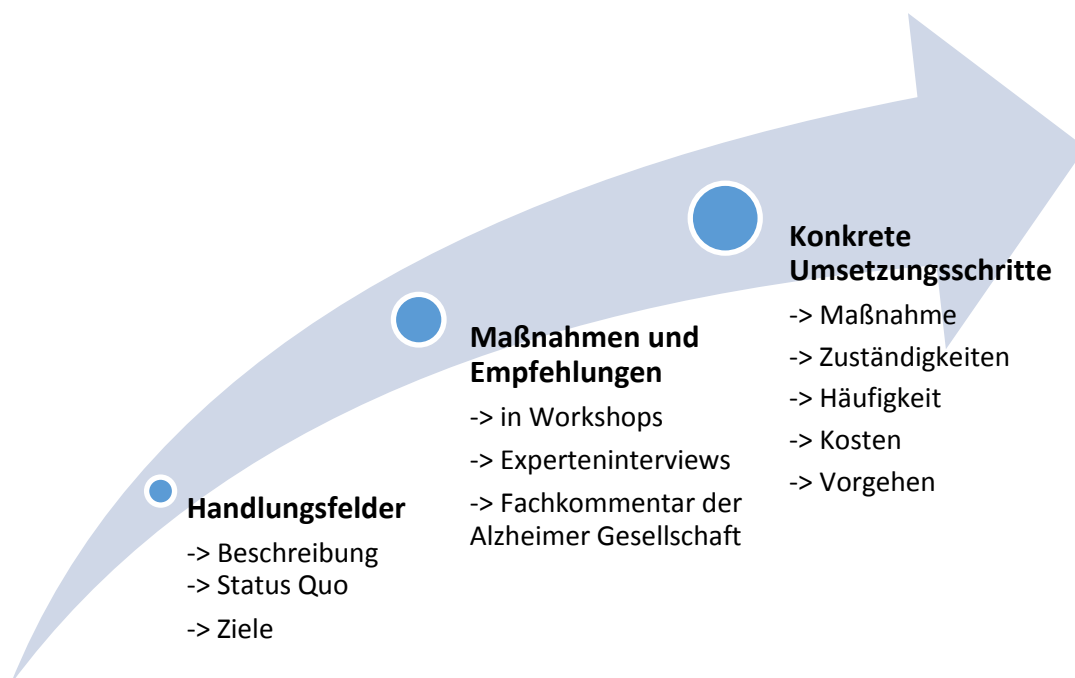 Handlungsfelder
-> Beschreibung
-> Status Quo
-> Ziele
Maßnahmen und
Empfehlungen
-> in Workshops
-> Experteninterviews
-> Fachkommentar der
Alzheimer Gesellschaft
Konkrete
Umsetzungsschritte
-> Maßnahme
-> Zuständigkeiten
-> Häufigkeit
-> Kosten
-> Vorgehen